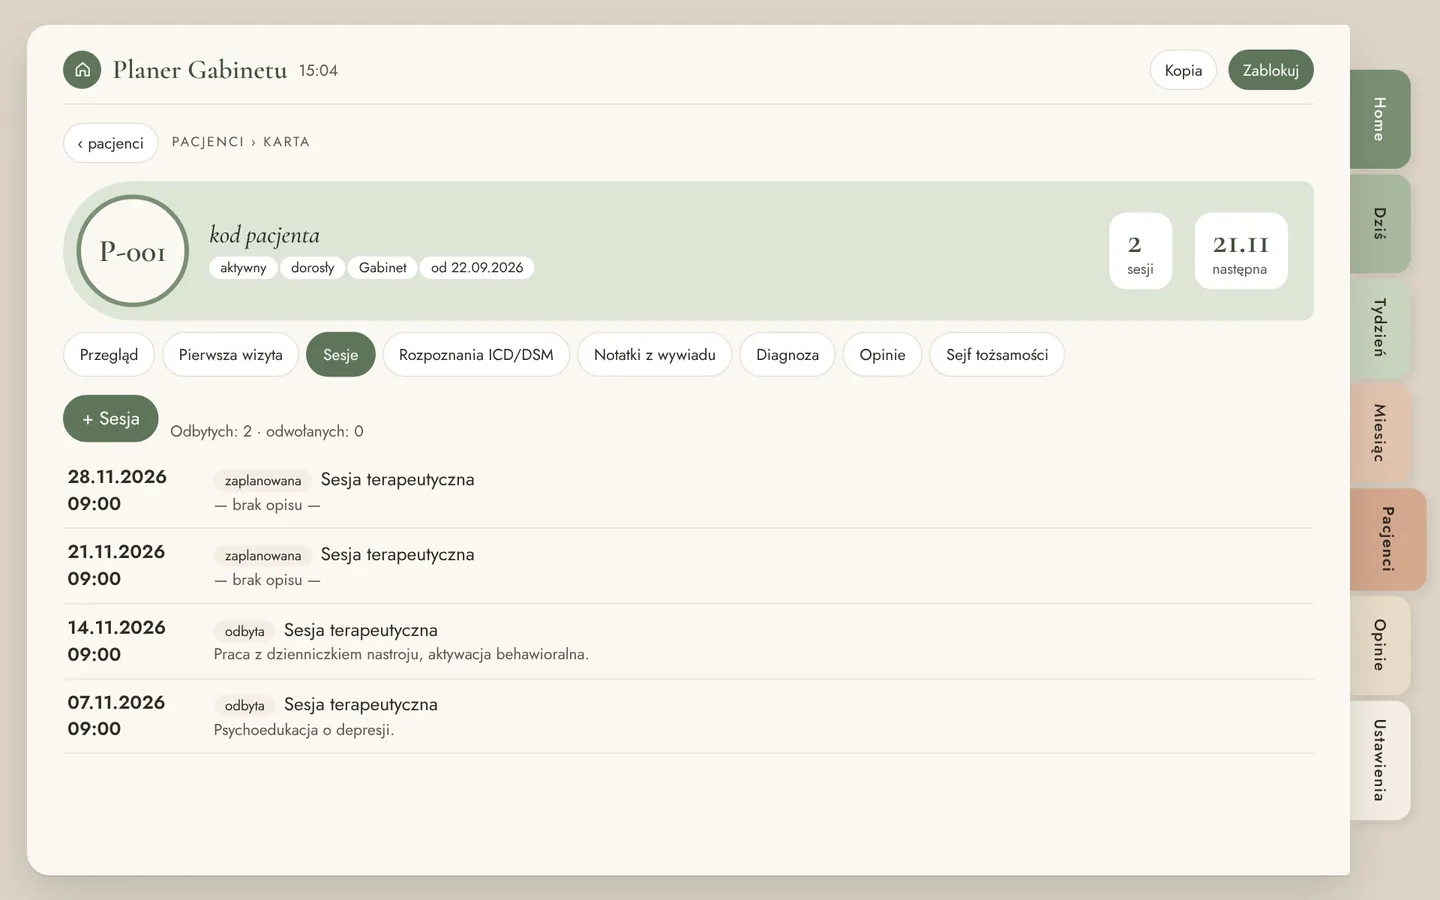 Planer Gabinetu 15:04
Kopia
Zablokuj
‹ pacjenci
PACJENCI › KARTA
P-001
kod pacjenta
aktywny dorosły Gabinet od 22.09.2026
2
sesji
21.11
następna
Przegląd
Pierwsza wizyta
Sesje
Rozpoznania ICD/DSM
Notatki z wywiadu
Diagnoza
Opinie
Sejf tożsamości
+ Sesja
Odbytych: 2 · odwołanych: 0
28.11.2026
09:00
zaplanowana Sesja terapeutyczna
— brak opisu —
21.11.2026
09:00
zaplanowana Sesja terapeutyczna
— brak opisu —
14.11.2026
09:00
odbyta Sesja terapeutyczna
Praca z dzienniczkiem nastroju, aktywacja behawioralna.
07.11.2026
09:00
odbyta Sesja terapeutyczna
Psychoedukacja o depresji.
Home
Dziś
Tydzień
Miesiąc
Pacjenci
Opinie
Ustawienia